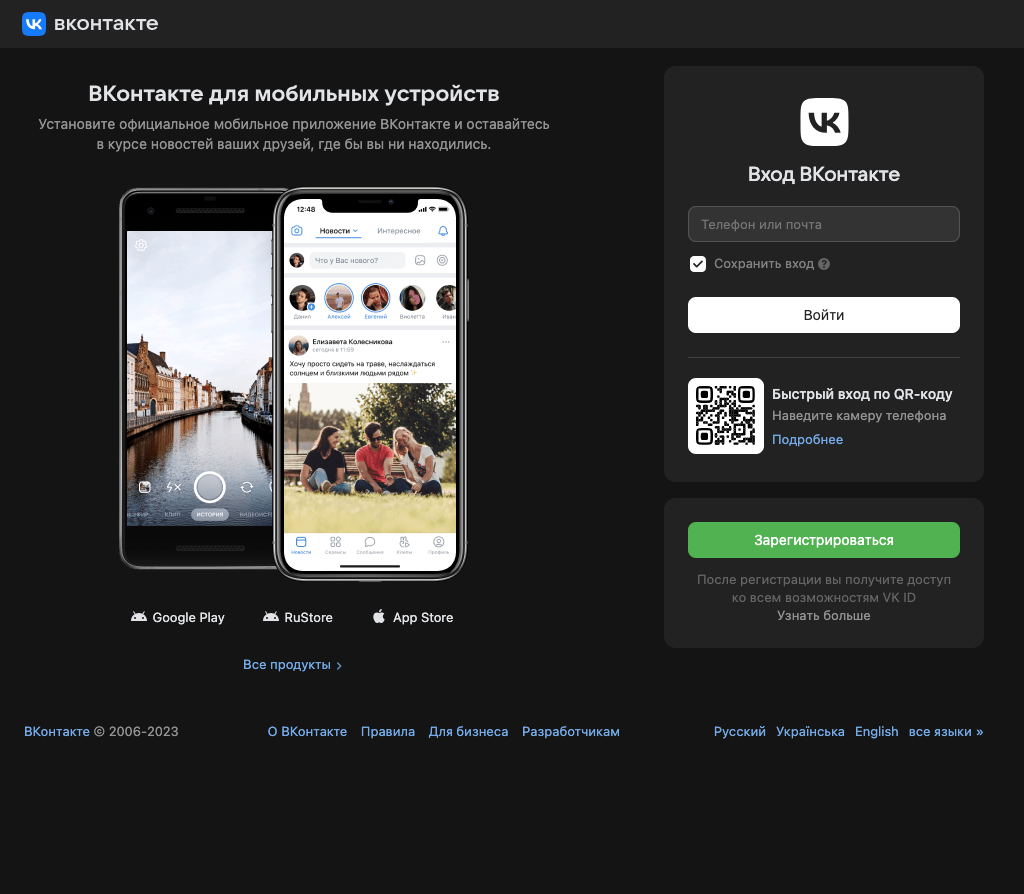 вконтакте
ВКонтакте для мобильных устройств
Установите официальное мобильное приложение ВКонтакте и оставайтесь
в курсе новостей ваших друзей, где бы вы ни находились.
12:48
Новости
Интересное
Что у Вас нового?
Данил
Алексей
Евгений
Виолетта
Иван
Елизавета Колесникова
сегодня в 11:59
Хочу просто сидеть на траве, наслаждаться
солнцем и близкими людьми рядом ✨
КЛИП
ИСТОРИЯ
Новости
Сервисы
Сообщения
Клипы
Профиль
Google Play
RuStore
App Store
Все продукты
Вход ВКонтакте
Телефон или почта
Сохранить вход
Войти
Быстрый вход по QR-коду
Наведите камеру телефона
Подробнее
Зарегистрироваться
После регистрации вы получите доступ
ко всем возможностям VK ID
Узнать больше
ВКонтакте © 2006-2023
О ВКонтакте Правила Для бизнеса Разработчикам
Русский Українська English все языки »